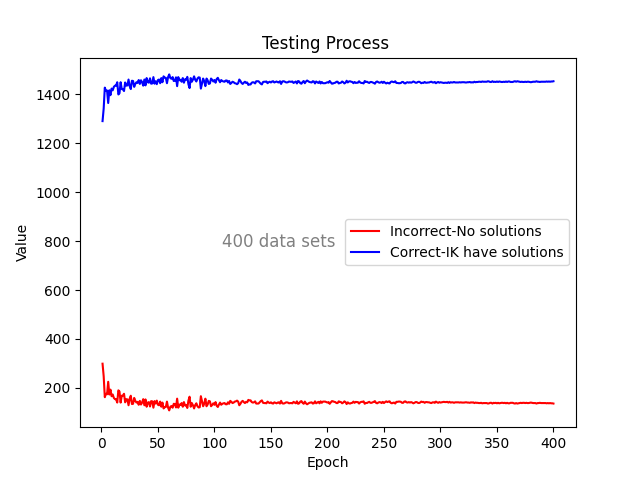 Testing Process
Value
1400
1200
1000
800
600
400
200
400 data sets
Incorrect-No solutions
Correct-IK have solutions
0
50
100
150
200
250
300
350
400
Epoch